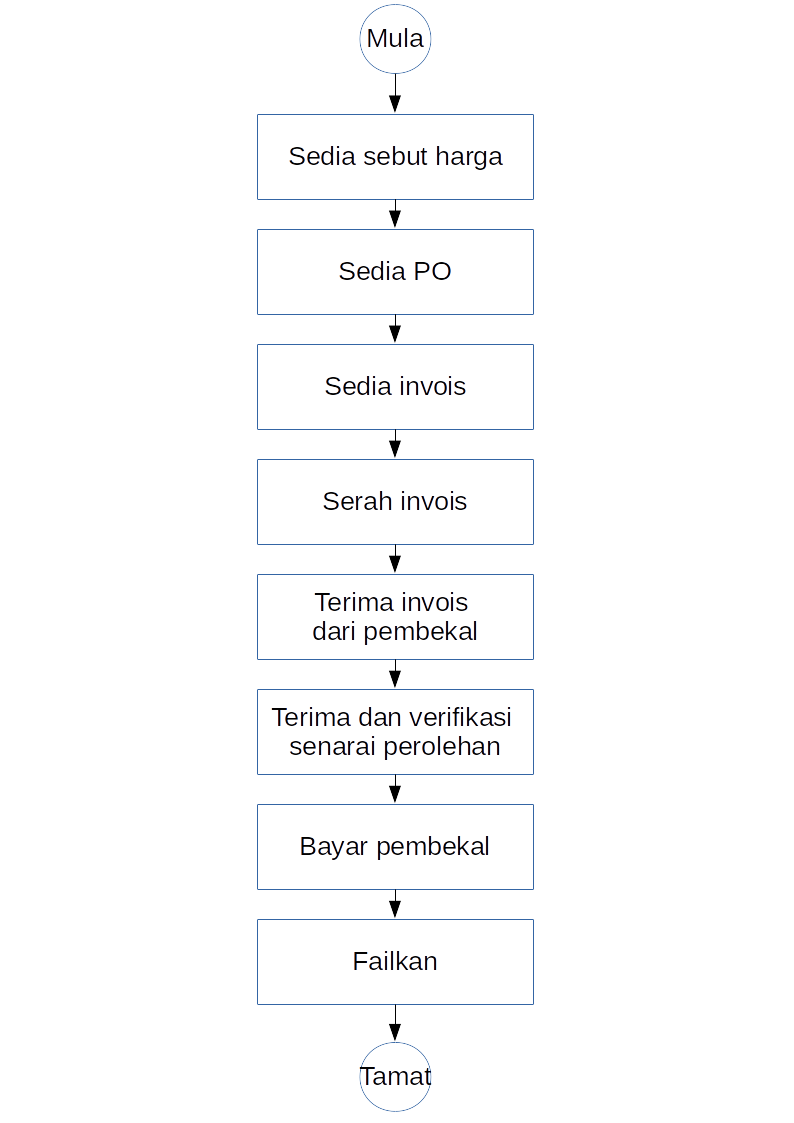 Mula
Sedia sebut harga
Sedia PO
Sedia invois
Serah invois
Terima invois
dari pembekal
Terima dan verifikasi
senarai perolehan
Bayar pembekal
Failkan
Tamat